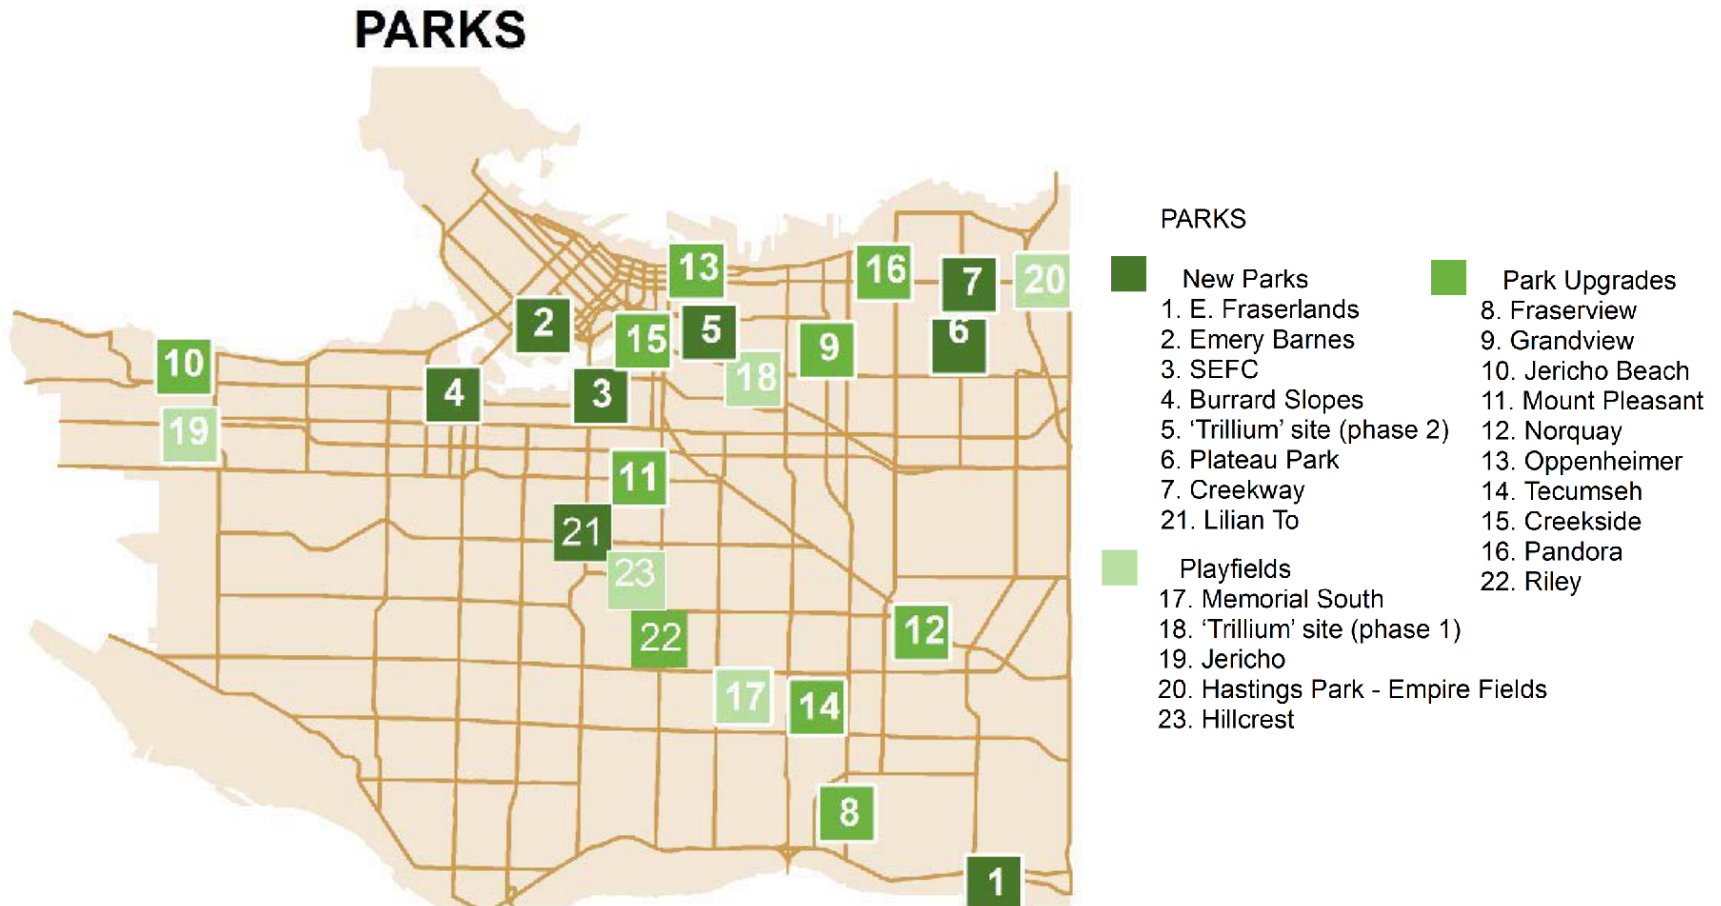 PARKS
13
16
7
20
2
15
5
6
9
10
18
4
3
19
11
21
23
22
12
17
14
8
1
PARKS
New Parks
1. E. Fraserlands
2. Emery Barnes
3. SEFC
4. Burrard Slopes
5. ‘Trillium’ site (phase 2)
6. Plateau Park
7. Creekway
21. Lilian To
Playfields
17. Memorial South
18. ‘Trillium’ site (phase 1)
19. Jericho
20. Hastings Park - Empire Fields
23. Hillcrest
Park Upgrades
8. Fraserview
9. Grandview
10. Jericho Beach
11. Mount Pleasant
12. Norquay
13. Oppenheimer
14. Tecumseh
15. Creekside
16. Pandora
22. Riley